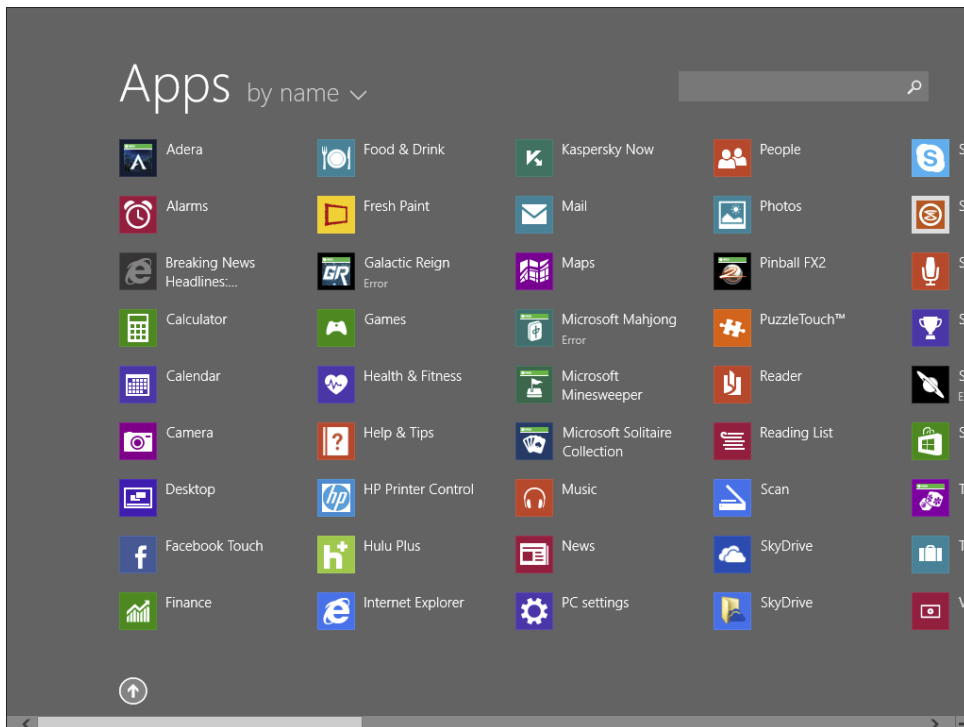 Apps by name
Adera
Alarms
Breaking News
Headlines:...
Calculator
Calendar
Camera
Desktop
Facebook Touch
Finance
Food & Drink
Fresh Paint
GR
Galactic Reign
Error
Games
Health & Fitness
?
Help & Tips
hp
HP Printer Control
h+
Hulu Plus
Internet Explorer
K
Kaspersky Now
Mail
Maps
Microsoft Mahjong
Error
Microsoft
Minesweeper
Microsoft Solitaire
Collection
Music
News
PC settings
People
Photos
Pinball FX2
PuzzleTouch™
Reader
Reading List
Scan
SkyDrive
SkyDrive
S
S
S
S
S
E
S
T
T
V